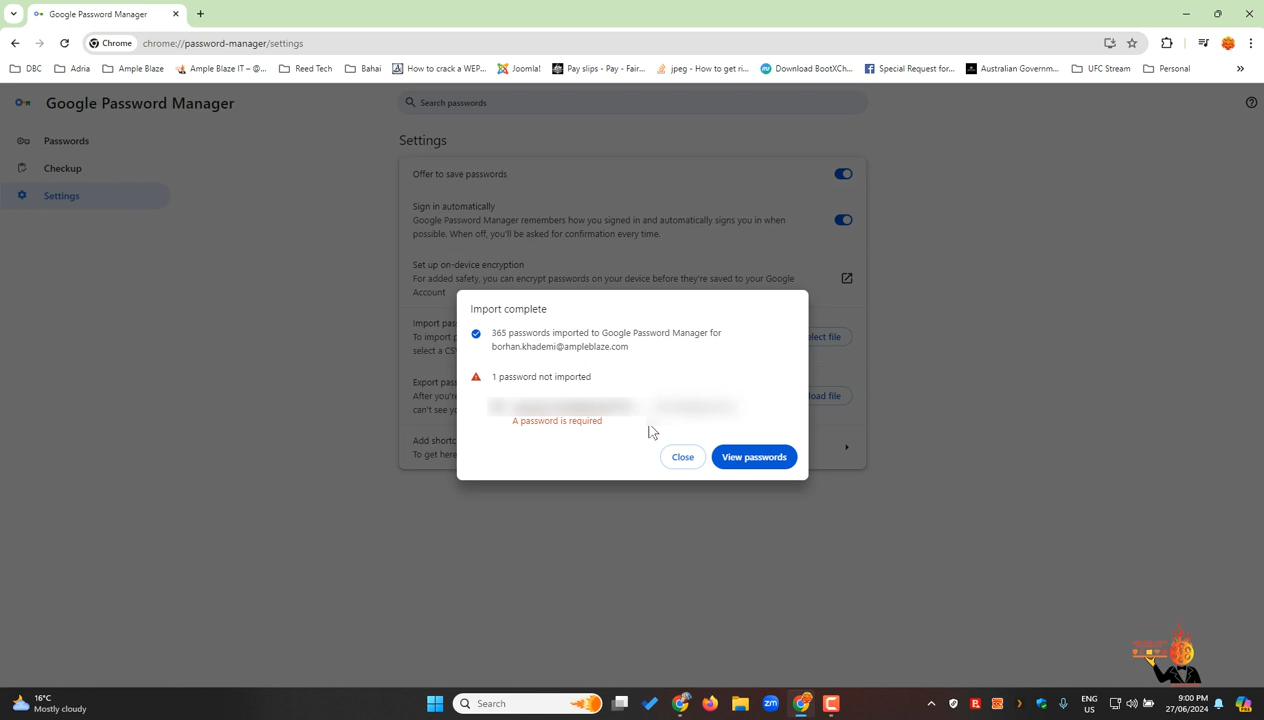 Google Password Manager
Chrome
chrome://password-manager/settings
DBC
Adria
Ample Blaze
Ample Blaze IT – @...
Reed Tech
Bahai
How to crack a WEP...
Joomla!
Pay slips - Pay - Fair...
jpeg - How to get ri...
Download BootXCh...
Special Request for...
Australian Governm...
UFC Stream
Personal
Google Password Manager
Search passwords
Passwords
Checkup
Settings
Settings
Offer to save passwords
Sign in automatically
Google Password Manager remembers how you signed in and automatically signs you in when
possible. When off, you'll be asked for confirmation every time.
Set up on-device encryption
For added safety, you can encrypt passwords on your device before they're saved to your Google
Account
Import pas
To import p
select a CS
elect file
Export pas
After you're
can't see yo
load file
Add shortc
To get here
Import complete
365 passwords imported to Google Password Manager for
borhan.khademi@ampleblaze.com
1 password not imported
A password is required
Close
View passwords
16°C
Mostly cloudy
Search
zm
ENG
US
9:00 PM
27/06/2024